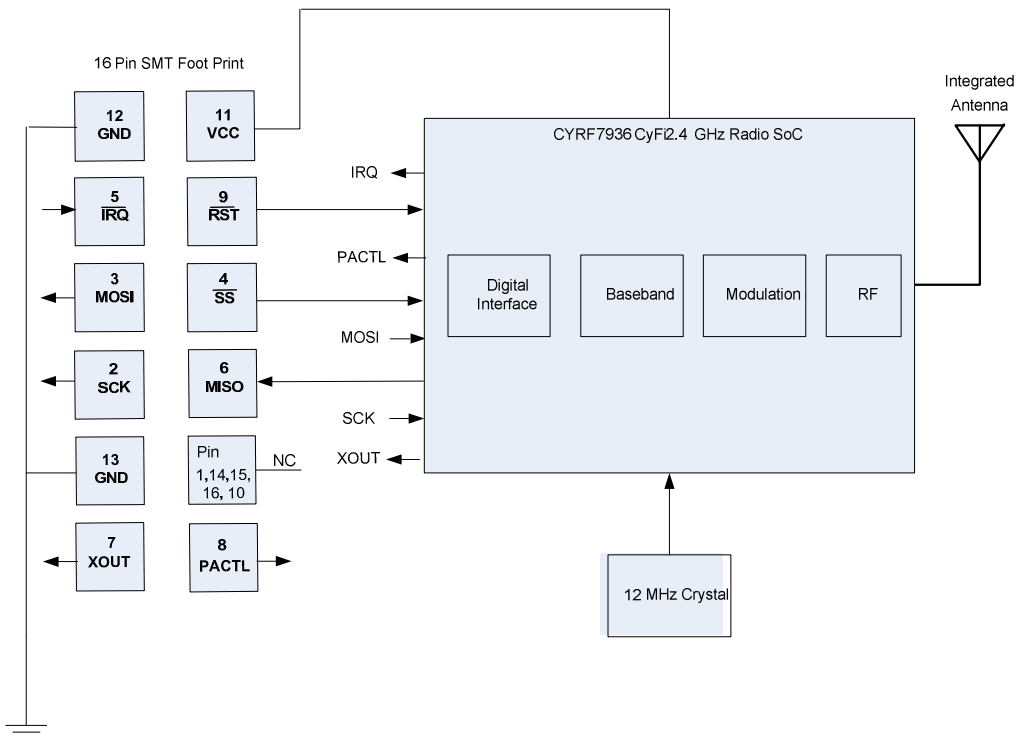 16 Pin SMT Foot Print
12
GND
11
VCC
5
IRQ
9
RST
3
MOSI
4
SS
2
SCK
6
MISO
13
GND
Pin
1,14,15,
16, 10
NC
7
XOUT
8
PACTL
IRQ
PACTL
MOSI
SCK
XOUT
CYRF7936 CyFi2.4 GHz Radio SoC
Digital
Interface
Baseband
Modulation
RF
Integrated
Antenna
12 MHz Crystal